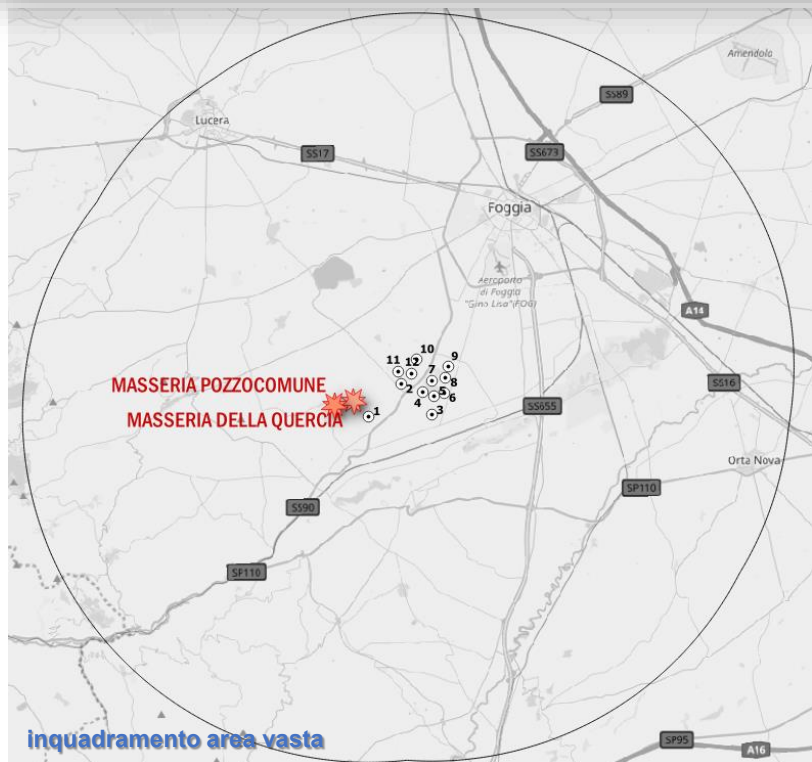 Amendola
SS89
Lucera
SS17
SS673
Foggia
Aeroporto
di Foggia
"Gino Lisa"(FOG)
A14
10
11
12
9
7
MASSERIA POZZOCOMUNE
2
8
SS16
4
5
6
MASSERIA DELLA QUERCIA
1
3
SS655
Orta Nova
SP110
SS90
SP110
inquadramento area vasta
SP95
A16